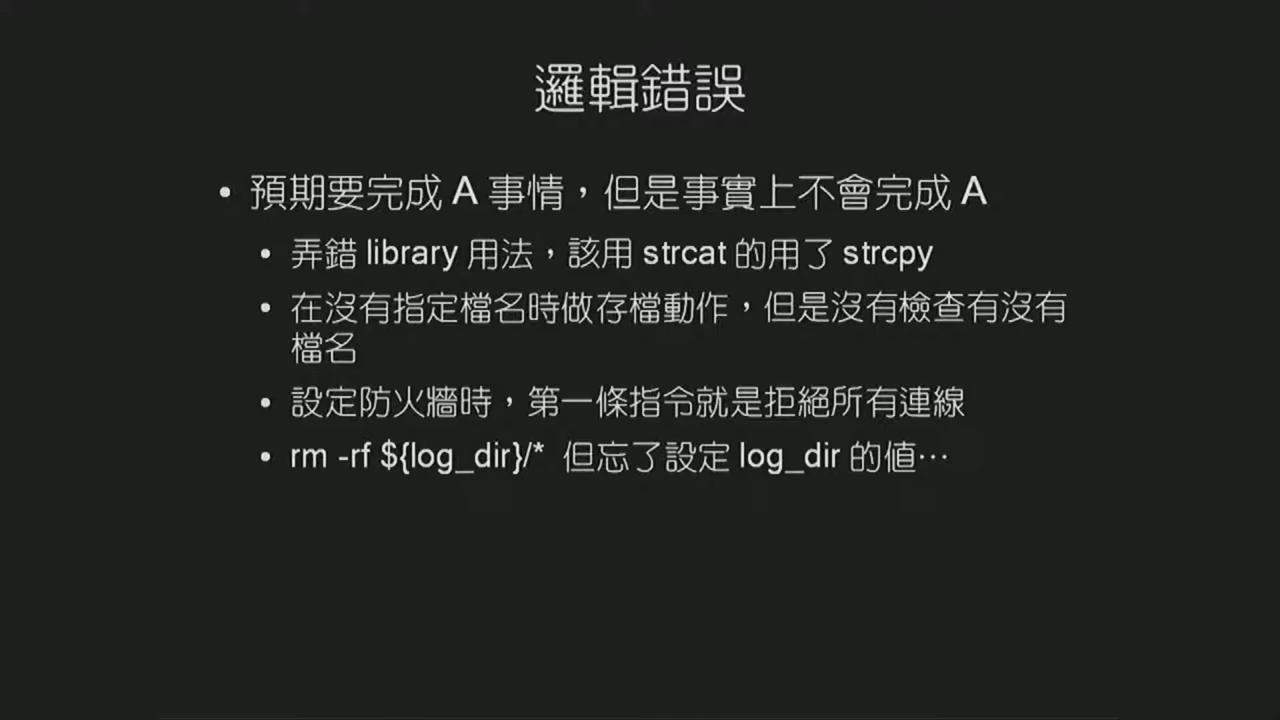 邏輯錯誤
• 預期要完成 A 事情，但是事實上不會完成 A
• 弄錯 library 用法，該用 strcat 的用了 strcpy
• 在沒有指定檔名時做存檔動作，但是沒有檢查有沒有
檔名
• 設定防火牆時，第一條指令就是拒絕所有連線
• rm -rf ${log_dir}/* 但忘了設定 log_dir 的值…